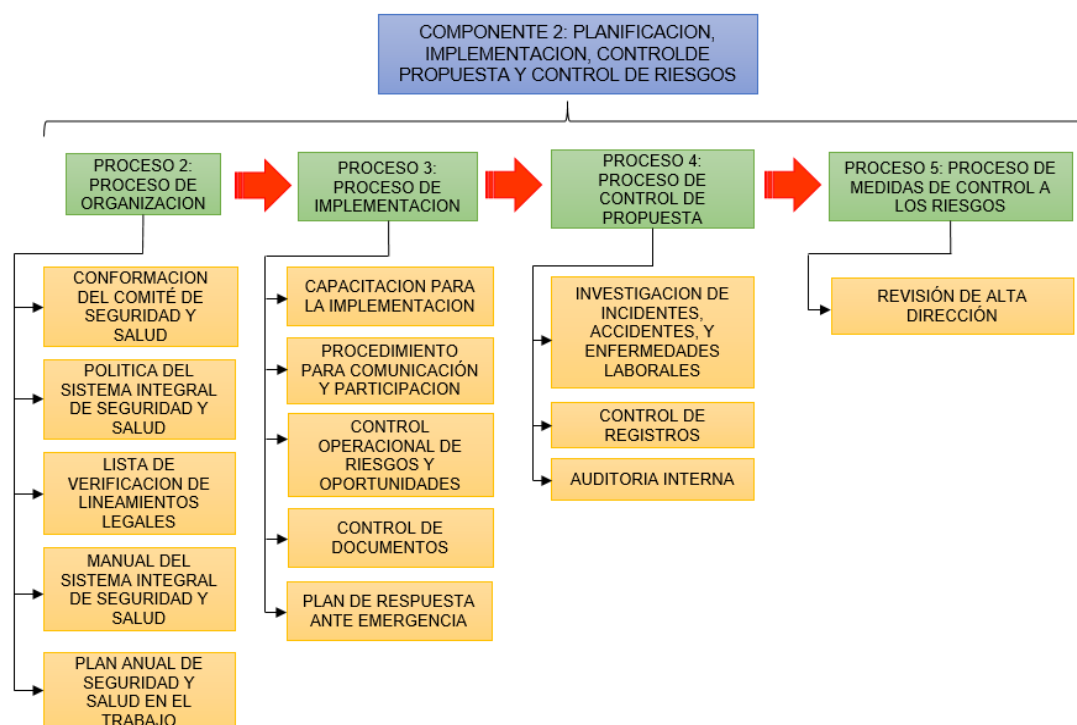 COMPONENTE 2: PLANIFICACION,
IMPLEMENTACION, CONTROLDE
PROPUESTA Y CONTROL DE RIESGOS
PROCESO 2:
PROCESO DE
ORGANIZACION
PROCESO 3:
PROCESO DE
IMPLEMENTACION
PROCESO 4:
PROCESO DE
CONTROL DE
PROPUESTA
PROCESO 5: PROCESO DE
MEDIDAS DE CONTROL A
LOS RIESGOS
CONFORMACION
DEL COMITÉ DE
SEGURIDAD Y
SALUD
POLITICA DEL
SISTEMA INTEGRAL
DE SEGURIDAD Y
SALUD
LISTA DE
VERIFICACION DE
LINEAMIENTOS
LEGALES
MANUAL DEL
SISTEMA INTEGRAL
DE SEGURIDAD Y
SALUD
PLAN ANUAL DE
SEGURIDAD Y
SALUD EN EL
TRABAJO
CAPACITACION PARA
LA IMPLEMENTACION
PROCEDIMIENTO
PARA COMUNICACIÓN
Y PARTICIPACION
CONTROL
OPERACIONAL DE
RIESGOS Y
OPORTUNIDADES
CONTROL DE
DOCUMENTOS
PLAN DE RESPUESTA
ANTE EMERGENCIA
INVESTIGACION DE
INCIDENTES,
ACCIDENTES, Y
ENFERMEDADES
LABORALES
CONTROL DE
REGISTROS
AUDITORIA INTERNA
REVISIÓN DE ALTA
DIRECCIÓN